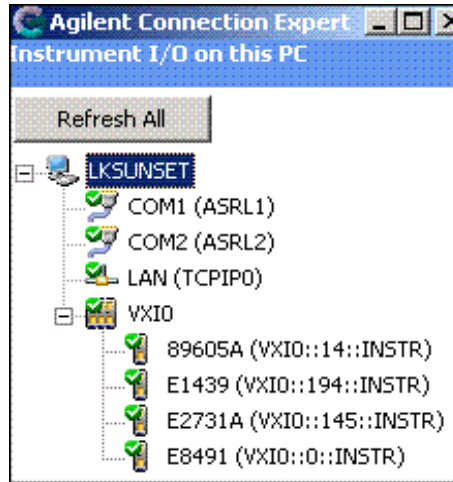 Agilent Connection Expert
Instrument I/O on this PC
Refresh All
LKSUNSET
COM1 (ASRL1)
COM2 (ASRL2)
LAN (TCPIP0)
VXI0
89605A (VXI0::14::INSTR)
E1439 (VXI0::194::INSTR)
E2731A (VXI0::145::INSTR)
E8491 (VXI0::0::INSTR)